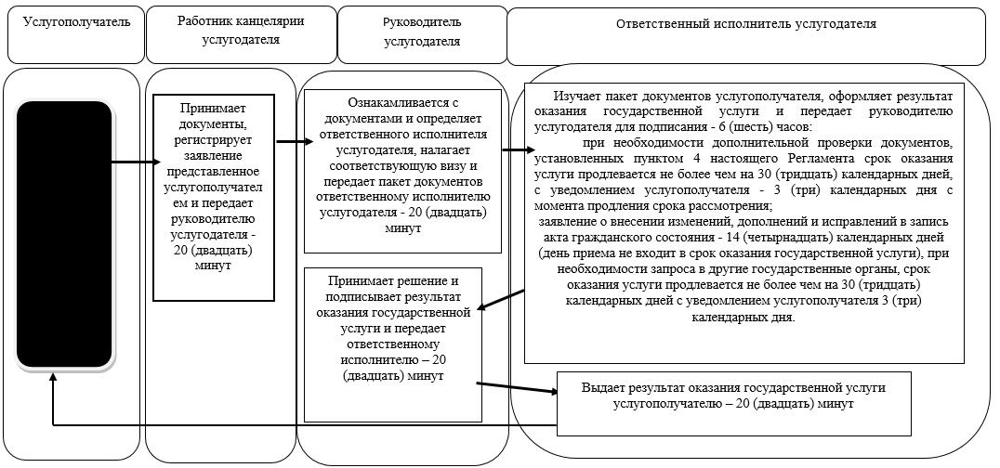 Услугополучатель
Работник канцелярии
услугодателя
Руководитель
услугодателя
Ответственный исполнитель услугодателя
Принимает
документы,
регистрирует
заявление
представленное
услугополучател
ем и передает
руководителю
услугодателя -
20 (двадцать)
минут
Ознакамливается с
документами и определяет
ответственного исполнителя
услугодателя, налагает
соответствующую визу и
передает пакет документов
ответственному исполнителю
услугодателя - 20 (двадцать)
минут
Изучает пакет документов услугополучателя, оформляет результат
оказания государственной услуги и передает руководителю
услугодателя для подписания - 6 (шесть) часов:
при необходимости дополнительной проверки документов,
установленных пунктом 4 настоящего Регламента срок оказания
услуги продлевается не более чем на 30 (тридцать) календарных дней,
с уведомлением услугополучателя - 3 (три) календарных дня с
момента продления срока рассмотрения;
заявление о внесении изменений, дополнений и исправлений в запись
акта гражданского состояния - 14 (четырнадцать) календарных дней
(день приема не входит в срок оказания государственной услуги), при
необходимости запроса в другие государственные органы, срок
оказания услуги продлевается не более чем на 30 (тридцать)
календарных дней с уведомлением услугополучателя 3 (три)
календарных дня.
Принимает решение и
подписывает результат
оказания государственной
услуги и передает
ответственному
исполнителю – 20
(двадцать) минут
Выдает результат оказания государственной услуги
услугополучателю – 20 (двадцать) минут